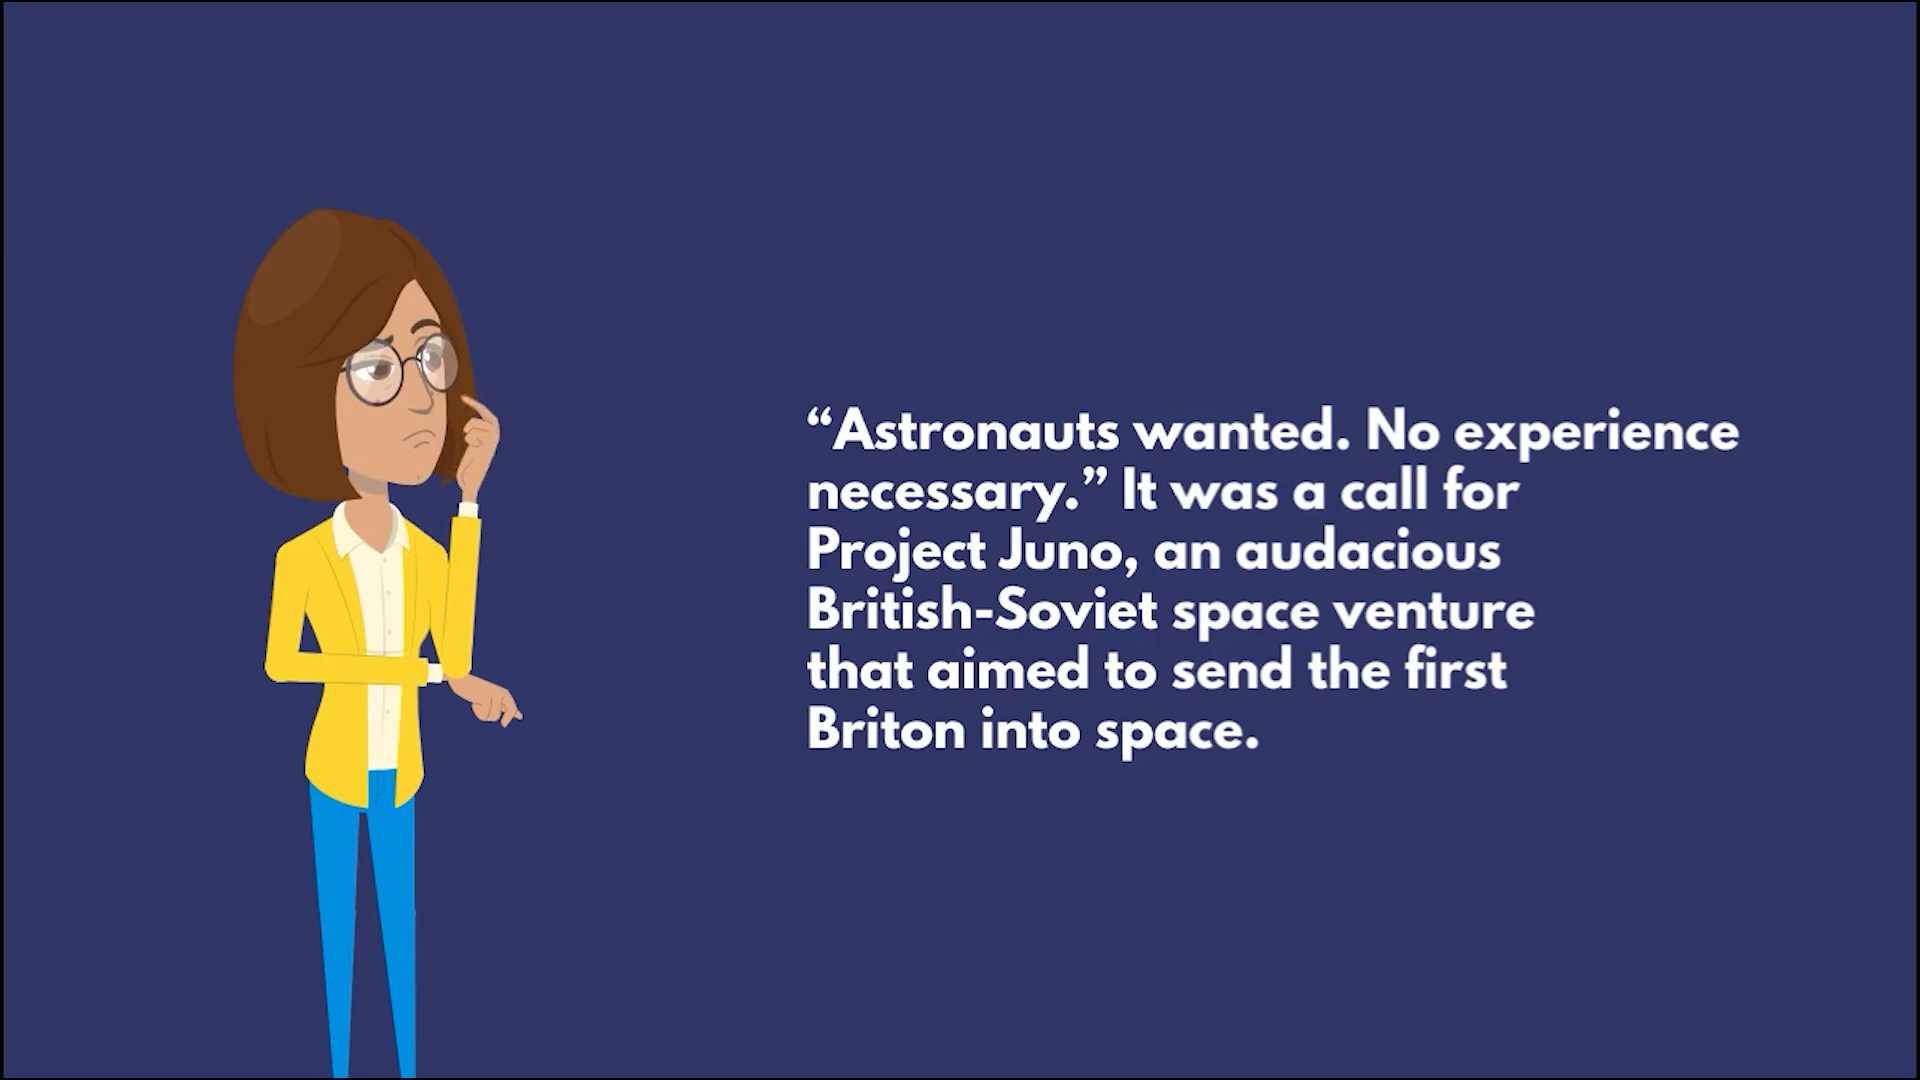 “Astronauts wanted. No experience
necessary.” It was a call for
Project Juno, an audacious
British-Soviet space venture
that aimed to send the first
Briton into space.